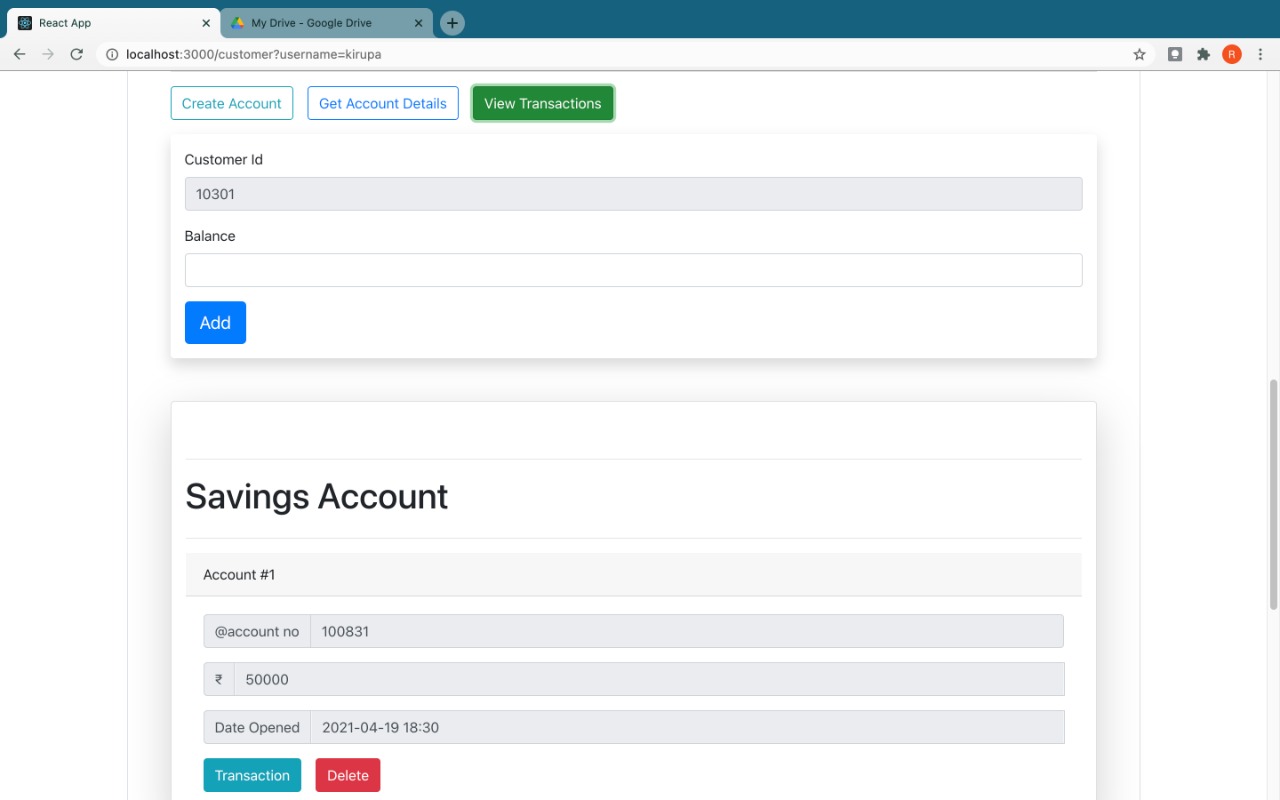 React App
My Drive - Google Drive
localhost:3000/customer?username=kirupa
R
Create Account
Get Account Details
View Transactions
Customer Id
10301
Balance
Add
Savings Account
Account #1
@account no 100831
₹ 50000
Date Opened 2021-04-19 18:30
Transaction
Delete